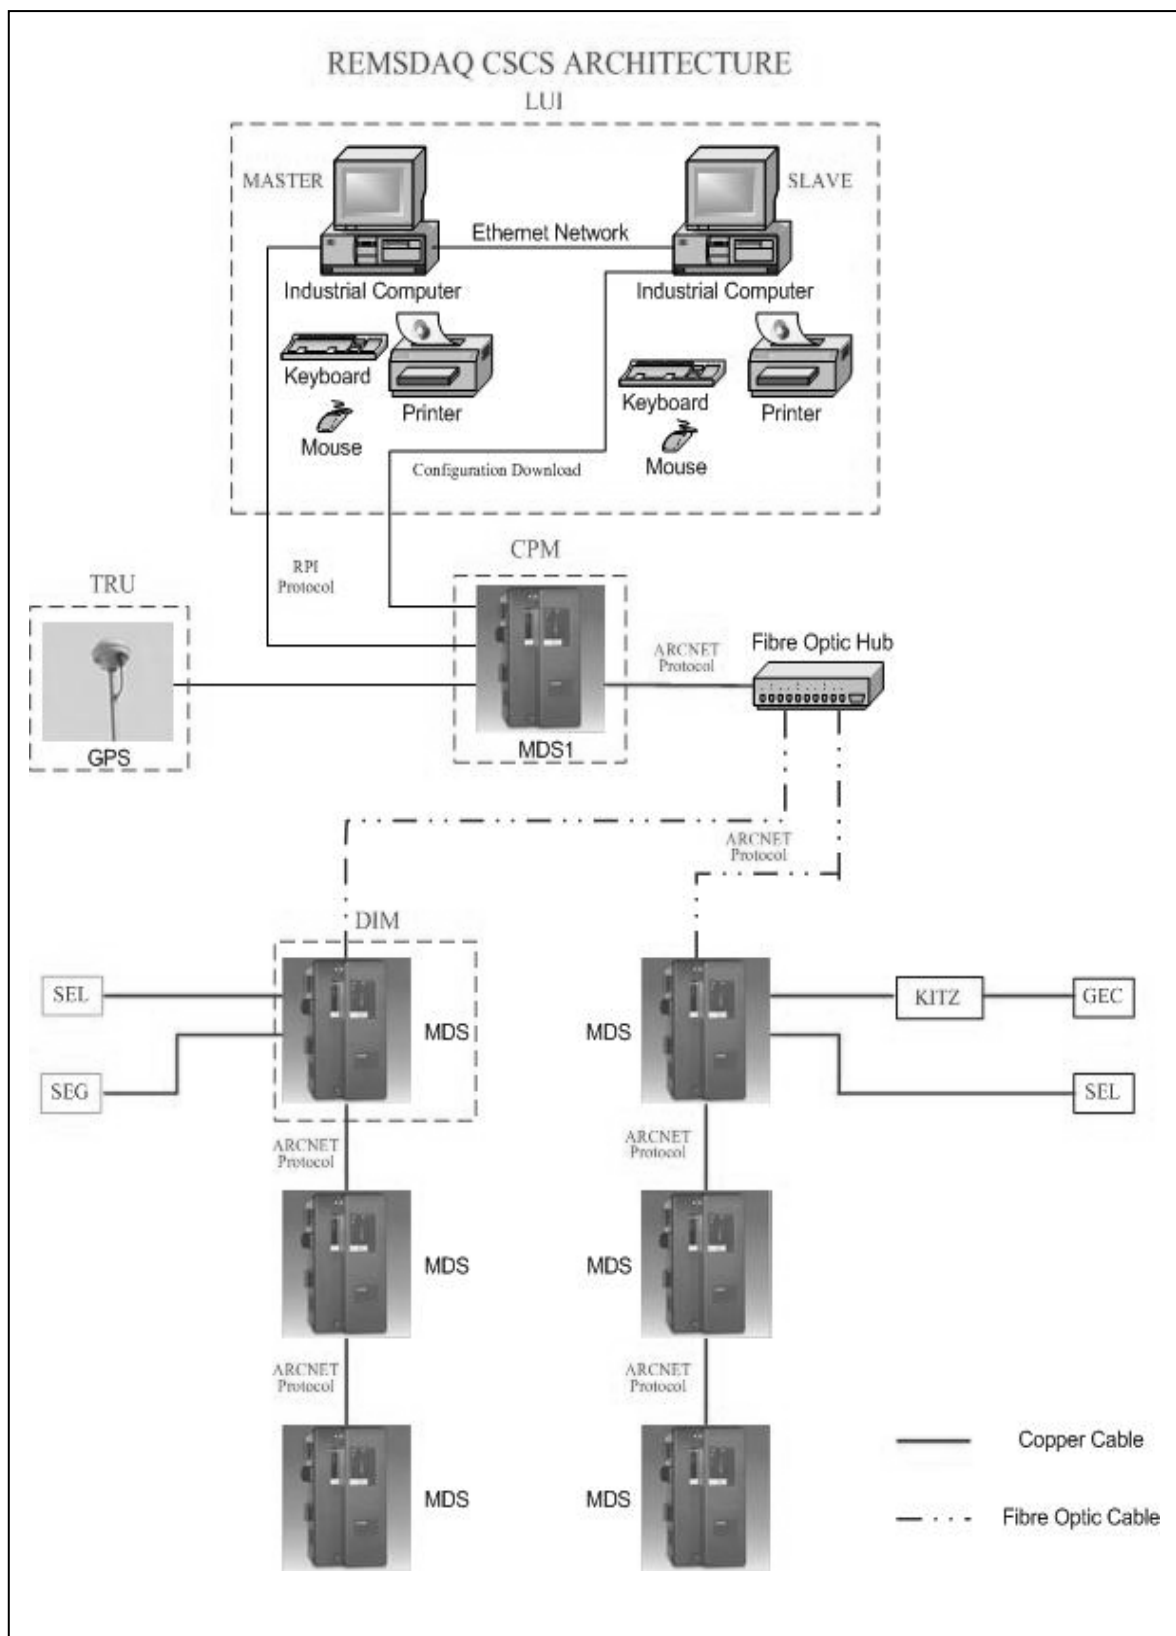 REMSDAQ CSCS ARCHITECTURE
LUI
MASTER
SLAVE
Ethernet Network
Industrial Computer
Industrial Computer
Keyboard
Printer
Mouse
Keyboard
Printer
Mouse
Configuration Download
RPI
Protocol
TRU
GPS
CPM
MDS1
ARCNET
Protocol
Fibre Optic Hub
ARCNET
Protocol
DIM
SEL
SEG
MDS
MDS
KITZ
GEC
SEL
ARCNET
Protocol
ARCNET
Protocol
MDS
MDS
ARCNET
Protocol
ARCNET
Protocol
MDS
MDS
Copper Cable
Fibre Optic Cable